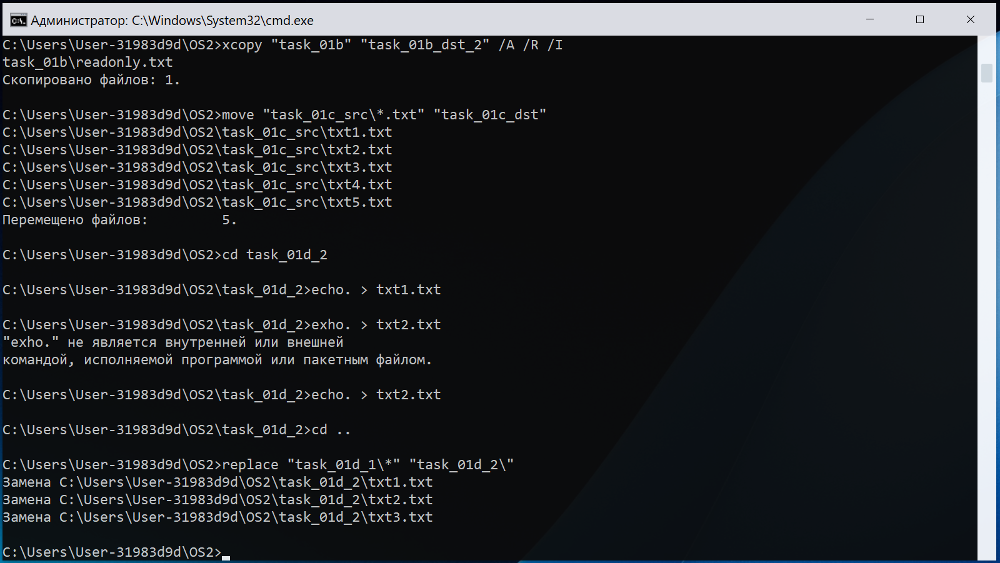 Администратор: C:\Windows\System32\cmd.exe
C:\Users\User-31983d9d\OS2>xcopy "task_01b" "task_01b_dst_2" /A /R /I
task_01b\readonly.txt
Скопировано файлов: 1.
C:\Users\User-31983d9d\OS2>move "task_01c_src\*.txt" "task_01c_dst"
C:\Users\User-31983d9d\OS2\task_01c_src\txt1.txt
C:\Users\User-31983d9d\OS2\task_01c_src\txt2.txt
C:\Users\User-31983d9d\OS2\task_01c_src\txt3.txt
C:\Users\User-31983d9d\OS2\task_01c_src\txt4.txt
C:\Users\User-31983d9d\OS2\task_01c_src\txt5.txt
Перемещено файлов:         5.
C:\Users\User-31983d9d\OS2>cd task_01d_2
C:\Users\User-31983d9d\OS2\task_01d_2>echo. > txt1.txt
C:\Users\User-31983d9d\OS2\task_01d_2>exho. > txt2.txt
"exho." не является внутренней или внешней
командой, исполняемой программой или пакетным файлом.
C:\Users\User-31983d9d\OS2\task_01d_2>echo. > txt2.txt
C:\Users\User-31983d9d\OS2\task_01d_2>cd ..
C:\Users\User-31983d9d\OS2>replace "task_01d_1\*" "task_01d_2\"
Замена C:\Users\User-31983d9d\OS2\task_01d_2\txt1.txt
Замена C:\Users\User-31983d9d\OS2\task_01d_2\txt2.txt
Замена C:\Users\User-31983d9d\OS2\task_01d_2\txt3.txt
C:\Users\User-31983d9d\OS2>